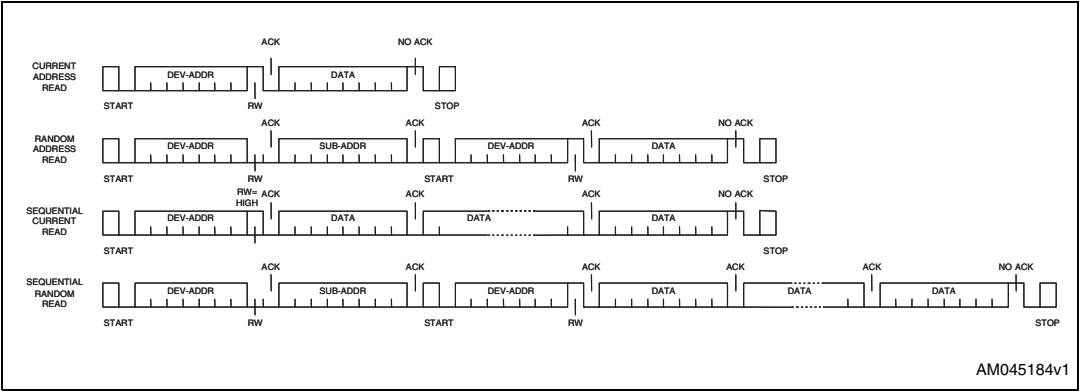 ACK NO ACK
CURRENT
ADDRESS
READ
DEV-ADDR DATA
START RW STOP
ACK ACK ACK NO ACK
RANDOM
ADDRESS
READ
DEV-ADDR SUB-ADDR DEV-ADDR DATA
START RW START RW STOP
RW=
HIGH
ACK ACK ACK NO ACK
SEQUENTIAL
CURRENT
READ
DEV-ADDR DATA DATA DATA
START STOP
ACK ACK ACK ACK ACK NO ACK
SEQUENTIAL
RANDOM
READ
DEV-ADDR SUB-ADDR DEV-ADDR DATA DATA DATA
START RW START RW STOP
AM045184v1